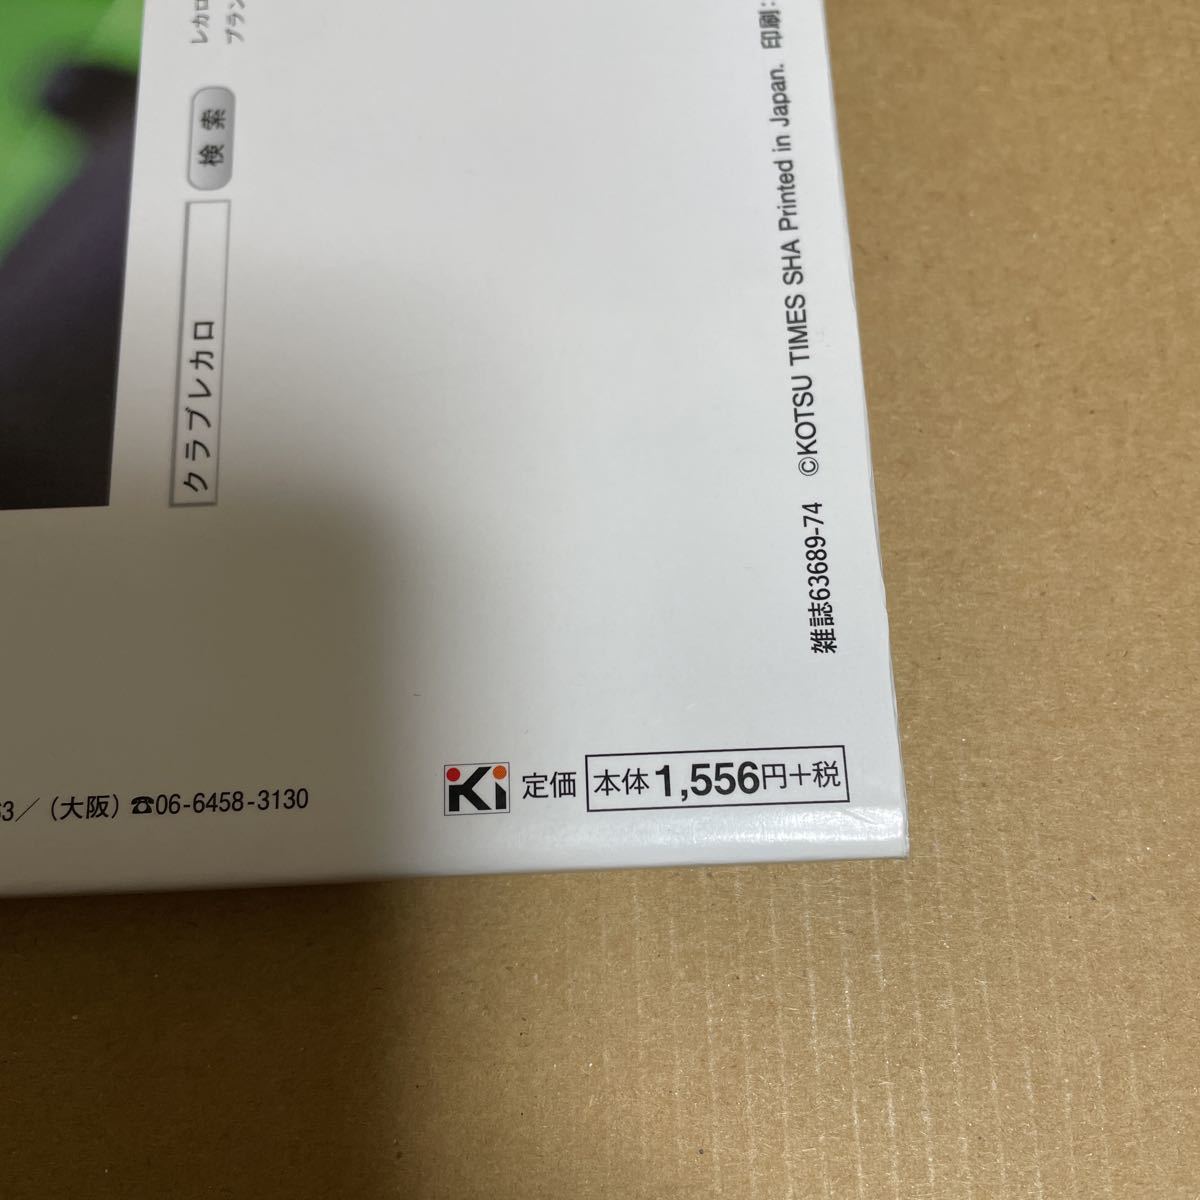 レカロ
ブラン
クラブレカロ 検索
雑誌63689-74 ©KOTSU TIMES SHA Printed in Japan. 印刷:
/（大阪）☎06-6458-3130
Ki 定価 本体1,556円+税